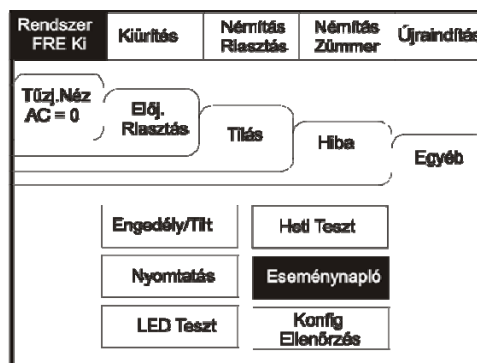 Rendszer
FRE Ki
Kiürítés
Némítás
Riasztás
Némítás
Zümmer
Újraindítás
Tűzj.Néz
AC = 0
Előj.
Riasztás
Tilás
Hiba
Egyéb
Engedély/Tilt
Heti Teszt
Nyomtatás
Eseménynapló
LED Teszt
Konfig
Ellenőrzés